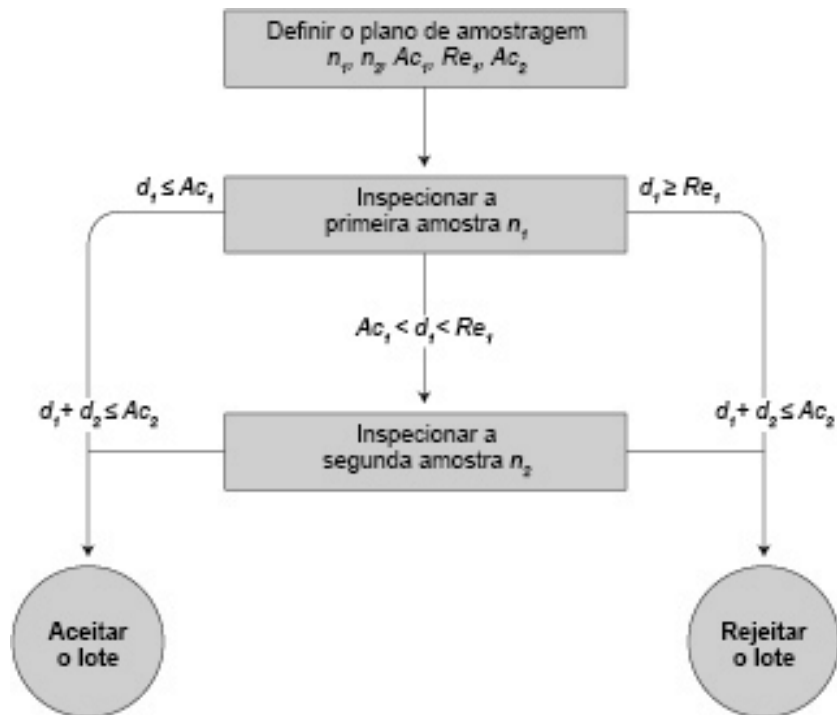 Definir o plano de amostragem
n₁, n₂, Ac₁, Re₁, Ac₂
d₁ ≤ Ac₁
Inspecionar a
primeira amostra n₁
d₁ ≥ Re₁
Ac₁ < d₁ < Re₁
d₁ + d₂ ≤ Ac₂
Inspecionar a
segunda amostra n₂
d₁ + d₂ ≤ Ac₂
Aceitar
o lote
Rejeitar
o lote